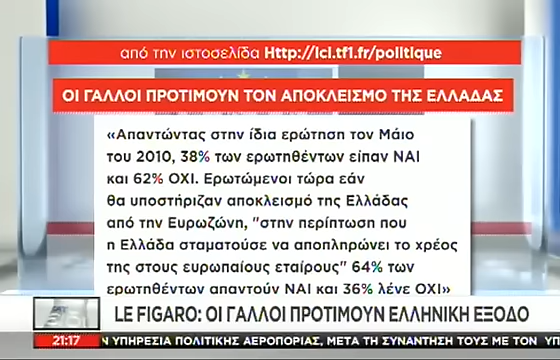 από την ιστοσελίδα Http://lci.tf1.fr/politique
ΟΙ ΓΑΛΛΟΙ ΠΡΟΤΙΜΟΥΝ ΤΟΝ ΑΠΟΚΛΕΙΣΜΟ ΤΗΣ ΕΛΛΑΔΑΣ
«Απαντώντας στην ίδια ερώτηση τον Μάιο
του 2010, 38% των ερωτηθέντων είπαν ΝΑΙ
και 62% ΟΧΙ. Ερωτώμενοι τώρα εάν
θα υποστήριζαν αποκλεισμό της Ελλάδας
από την Ευρωζώνη, "στην περίπτωση που
η Ελλάδα σταματούσε να αποπληρώνει το χρέος
της στους ευρωπαίους εταίρους" 64% των
ερωτηθέντων απαντούν ΝΑΙ και 36% λένε ΟΧΙ»
LE FIGARO: ΟΙ ΓΑΛΛΟΙ ΠΡΟΤΙΜΟΥΝ ΕΛΛΗΝΙΚΗ ΕΞΟΔΟ
21:17 Ν ΥΠΗΡΕΣΙΑ ΠΟΛΙΤΙΚΗΣ ΑΕΡΟΠΟΡΙΑΣ, ΜΕΤΑ ΤΗ ΣΥΝΑΝΤΗΣΗ ΤΟΥΣ ΜΕ ΤΟΝ